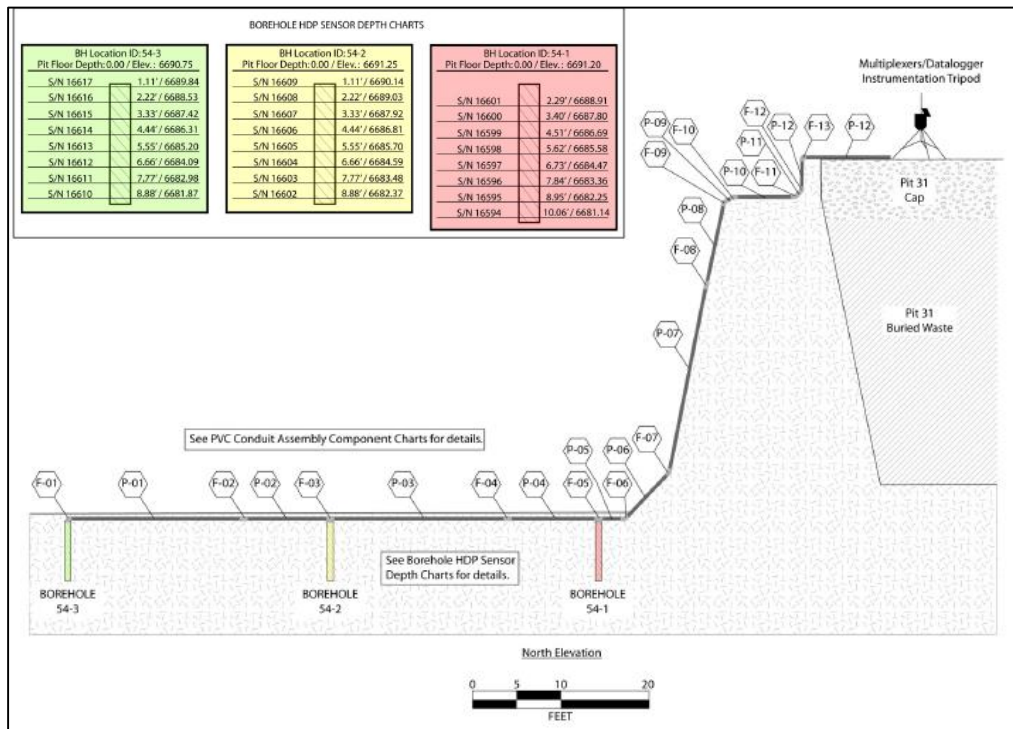 BOREHOLE HDP SENSOR DEPTH CHARTS
BH Location ID: 54-3
Pit Floor Depth: 0.00 / Elev.: 6690.75
S/N 16617 1.11' / 6689.84
S/N 16616 2.22' / 6688.53
S/N 16615 3.33' / 6687.42
S/N 16614 4.44' / 6686.31
S/N 16613 5.55' / 6685.20
S/N 16612 6.66' / 6684.09
S/N 16611 7.77' / 6682.98
S/N 16610 8.88' / 6681.87
BH Location ID: 54-2
Pit Floor Depth: 0.00 / Elev.: 6691.25
S/N 16609 1.11' / 6690.14
S/N 16608 2.22' / 6689.03
S/N 16607 3.33' / 6687.92
S/N 16606 4.44' / 6686.81
S/N 16605 5.55' / 6685.70
S/N 16604 6.66' / 6684.59
S/N 16603 7.77' / 6683.48
S/N 16602 8.88' / 6682.37
BH Location ID: 54-1
Pit Floor Depth: 0.00 / Elev.: 6691.20
S/N 16601 2.29' / 6688.91
S/N 16600 3.40' / 6687.80
S/N 16599 4.51' / 6686.69
S/N 16598 5.62' / 6685.58
S/N 16597 6.73' / 6684.47
S/N 16596 7.84' / 6683.36
S/N 16595 8.95' / 6682.25
S/N 16594 10.06' / 6681.14
Multiplexers/Datalogger
Instrumentation Tripod
P-09
F-10
F-09
F-12
P-12
F-13
P-12
P-11
P-10
F-11
Pit 31
Cap
P-08
F-08
P-07
Pit 31
Buried Waste
See PVC Conduit Assembly Component Charts for details.
F-07
P-05
P-06
F-01
P-01
F-02
P-02
F-03
P-03
F-04
P-04
F-05
F-06
See Borehole HDP Sensor
Depth Charts for details.
BOREHOLE
54-3
BOREHOLE
54-2
BOREHOLE
54-1
North Elevation
0 5 10 20
FEET